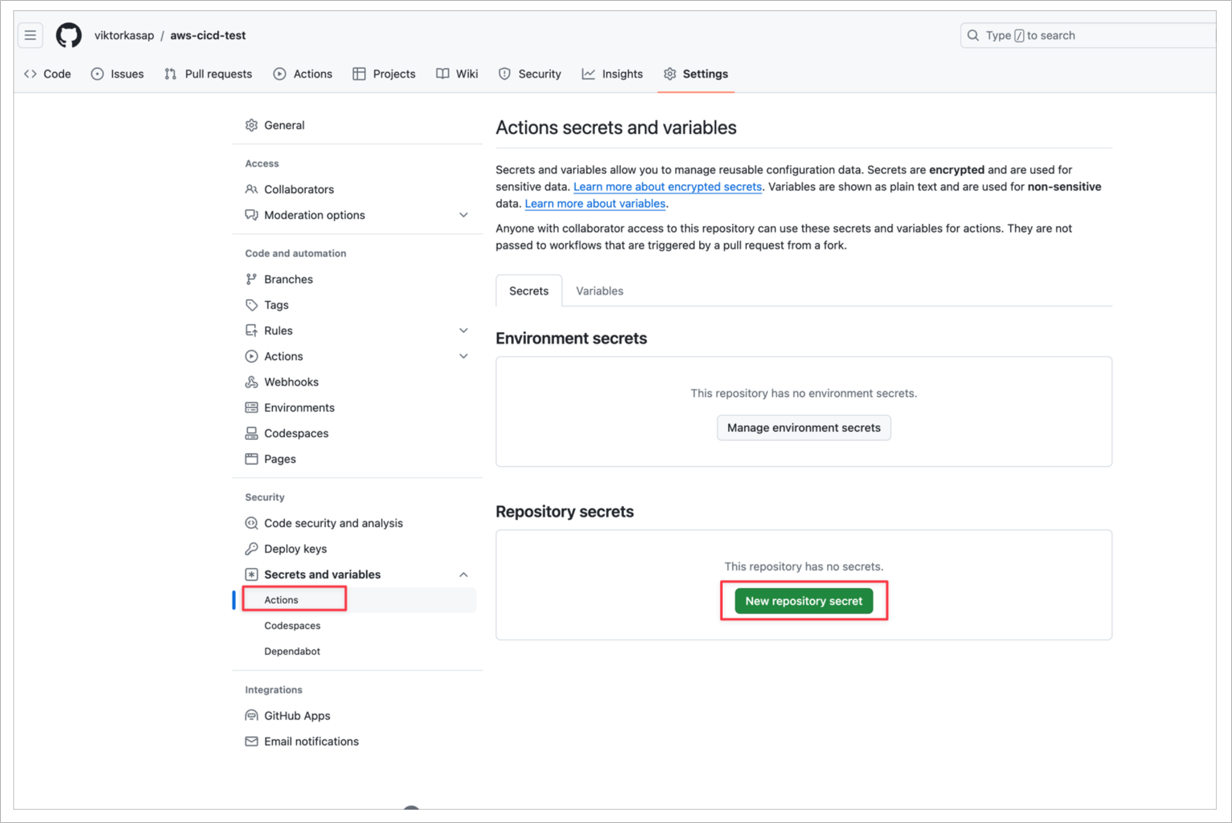 viktorkasap / aws-cicd-test
Type / to search
Code Issues Pull requests Actions Projects Wiki Security Insights Settings
General
Access
Collaborators
Moderation options
Code and automation
Branches
Tags
Rules
Actions
Webhooks
Environments
Codespaces
Pages
Security
Code security and analysis
Deploy keys
Secrets and variables
Actions
Codespaces
Dependabot
Integrations
GitHub Apps
Email notifications
Actions secrets and variables
Secrets and variables allow you to manage reusable configuration data. Secrets are encrypted and are used for
sensitive data. Learn more about encrypted secrets. Variables are shown as plain text and are used for non-sensitive
data. Learn more about variables.
Anyone with collaborator access to this repository can use these secrets and variables for actions. They are not
passed to workflows that are triggered by a pull request from a fork.
Secrets Variables
Environment secrets
This repository has no environment secrets.
Manage environment secrets
Repository secrets
This repository has no secrets.
New repository secret